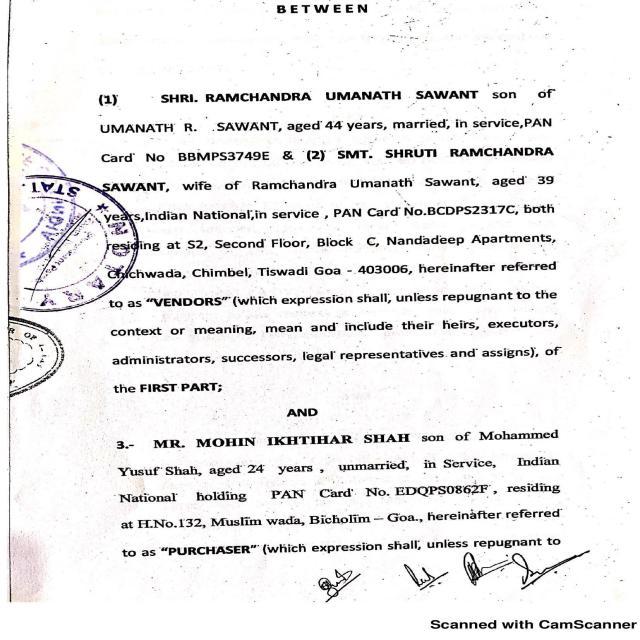 BETWEEN
(1) SHRI. RAMCHANDRA UMANATH SAWANT son of
UMANATH R. SAWANT, aged 44 years, married, in service,PAN
Card No BBMPS3749E & (2) SMT. SHRUTI RAMCHANDRA
SAWANT, wife of Ramchandra Umanath Sawant, aged 39
years,Indian National,in service , PAN Card No.BCDPS2317C, both
residing at S2, Second Floor, Block C, Nandadeep Apartments,
Chichwada, Chimbel, Tiswadi Goa - 403006, hereinafter referred
to as "VENDORS" (which expression shall, unless repugnant to the
context or meaning, mean and include their heirs, executors,
administrators, successors, legal representatives and assigns), of
the FIRST PART;
AND
3.- MR. MOHIN IKHTIHAR SHAH son of Mohammed
Yusuf Shah, aged 24 years , unmarried, in Service, Indian
National holding PAN Card No. EDQPS0862F , residing
at H.No.132, Muslim wada, Bicholim – Goa., hereinafter referred
to as "PURCHASER" (which expression shall, unless repugnant to
NOTARY
Scanned with CamScanner